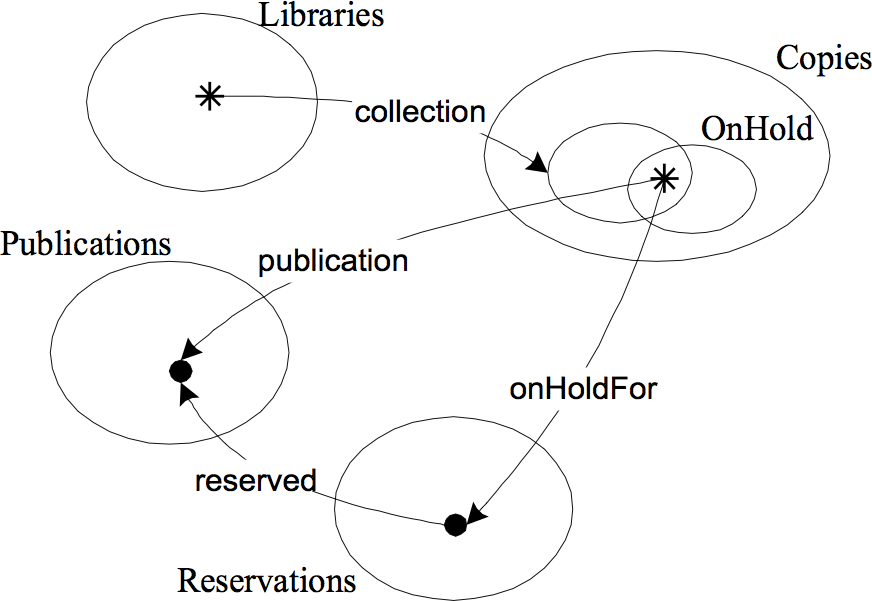 Libraries
Copies
collection
OnHold
Publications
publication
onHoldFor
reserved
Reservations